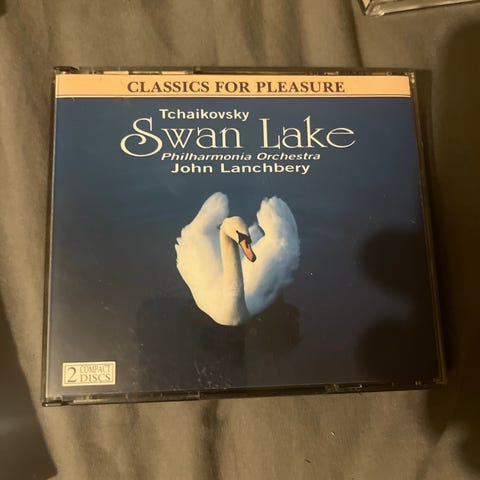 CLASSICS FOR PLEASURE
Tchaikovsky
Swan Lake
Philharmonia Orchestra
John Lanchbery
2 COMPACT
DISCS